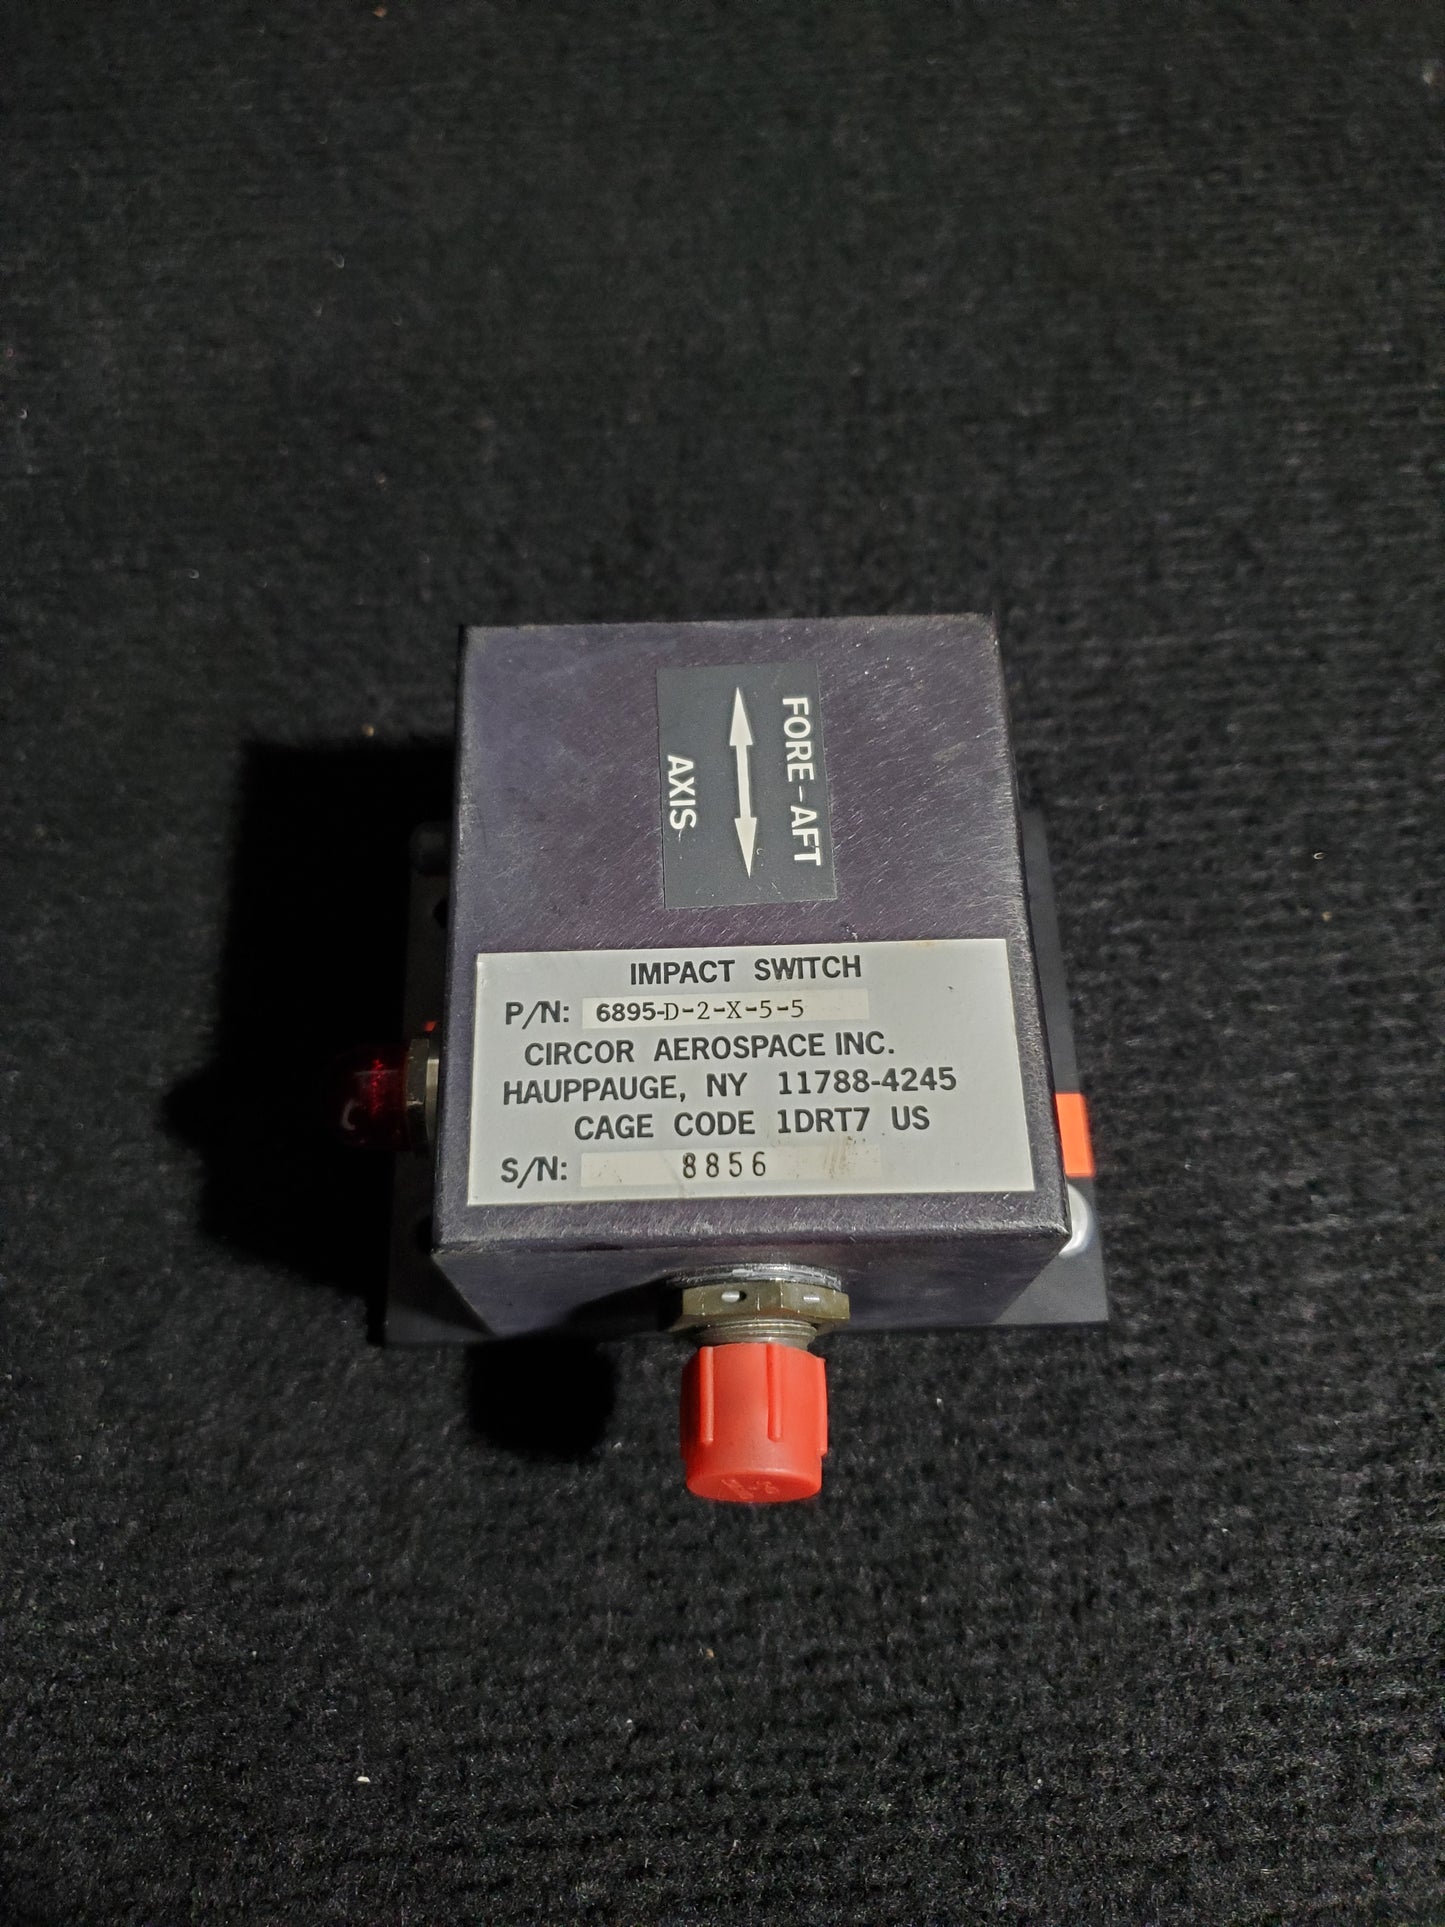 FORE-AFT
AXIS
IMPACT SWITCH
P/N: 6895-D-2-X-5-5
CIRCOR AEROSPACE INC.
HAUPPAUGE, NY 11788-4245
CAGE CODE 1DRT7 US
S/N: 8856